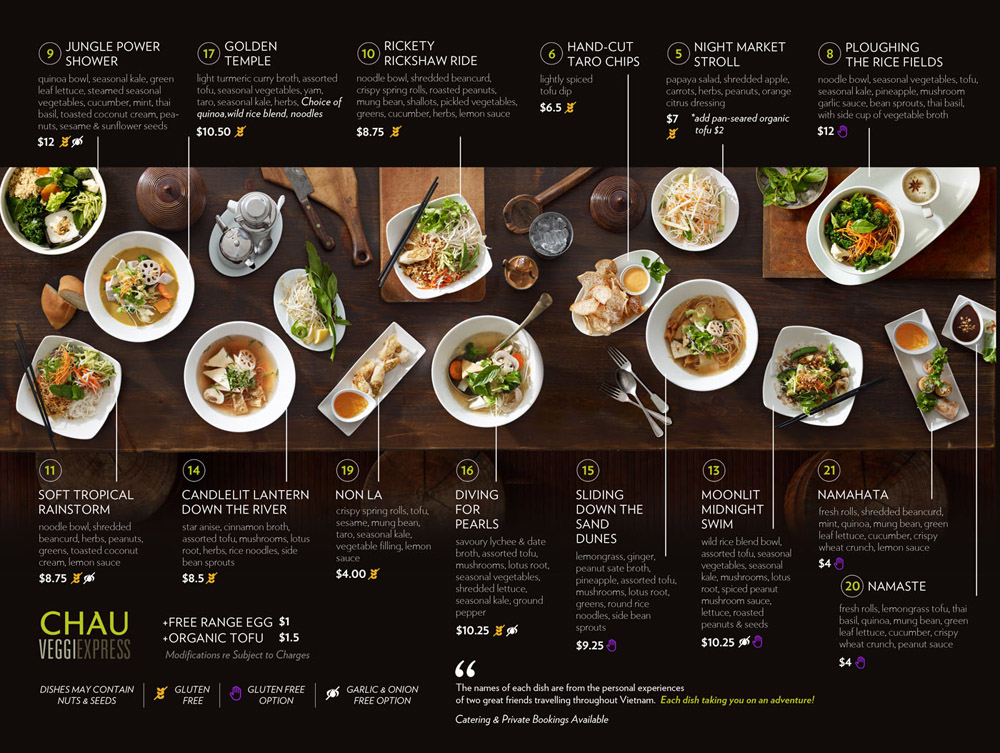 9 JUNGLE POWER
SHOWER
quinoa bowl, seasonal kale, green
leaf lettuce, steamed seasonal
vegetables, cucumber, mint, thai
basil, toasted coconut cream, pea-
nuts, sesame & sunflower seeds
$12
17 GOLDEN
TEMPLE
light turmeric curry broth, assorted
tofu, seasonal vegetables, yam,
taro, seasonal kale, herbs, Choice of
quinoa,wild rice blend, noodles
$10.50
10 RICKETY
RICKSHAW RIDE
noodle bowl, shredded beancurd,
crispy spring rolls, roasted peanuts,
mung bean, shallots, pickled vegetables,
greens, cucumber, herbs, lemon sauce
$8.75
6 HAND-CUT
TARO CHIPS
lightly spiced
tofu dip
$6.5
5 NIGHT MARKET
STROLL
papaya salad, shredded apple,
carrots, herbs, peanuts, orange
citrus dressing
$7 *add pan-seared organic
tofu $2
8 PLOUGHING
THE RICE FIELDS
noodle bowl, seasonal vegetables, tofu,
seasonal kale, pineapple, mushroom
garlic sauce, bean sprouts, thai basil,
with side cup of vegetable broth
$12
11
SOFT TROPICAL
RAINSTORM
noodle bowl, shredded
beancurd, herbs, peanuts,
greens, toasted coconut
cream, lemon sauce
$8.75
14
CANDLELIT LANTERN
DOWN THE RIVER
star anise, cinnamon broth,
assorted tofu, mushrooms, lotus
root, herbs, rice noodles, side
bean sprouts
$8.5
19
NON LA
crispy spring rolls, tofu,
sesame, mung bean,
taro, seasonal kale,
vegetable filling, lemon
sauce
$4.00
16
DIVING
FOR
PEARLS
savoury lychee & date
broth, assorted tofu,
mushrooms, lotus root,
seasonal vegetables,
shredded lettuce,
seasonal kale, ground
pepper
$10.25
15
SLIDING
DOWN THE
SAND
DUNES
lemongrass, ginger,
peanut sate broth,
pineapple, assorted tofu,
mushrooms, lotus root,
greens, round rice
noodles, side bean
sprouts
$9.25
13
MOONLIT
MIDNIGHT
SWIM
wild rice blend bowl,
assorted tofu, seasonal
vegetables, seasonal
kale, mushrooms, lotus
root, spiced peanut
mushroom sauce,
lettuce, roasted
peanuts & seeds
$10.25
21
NAMAHATA
fresh rolls, shredded beancurd,
mint, quinoa, mung bean, green
leaf lettuce, cucumber, crispy
wheat crunch, lemon sauce
$4
20 NAMASTE
fresh rolls, lemongrass tofu, thai
basil, quinoa, mung bean, green
leaf lettuce, cucumber, crispy
wheat crunch, peanut sauce
$4
CHAU
VEGGIEXPRESS
+FREE RANGE EGG $1
+ORGANIC TOFU $1.5
Modifications re Subject to Charges
DISHES MAY CONTAIN
NUTS & SEEDS
GLUTEN
FREE
GLUTEN FREE
OPTION
GARLIC & ONION
FREE OPTION
“
The names of each dish are from the personal experiences
of two great friends travelling throughout Vietnam. Each dish taking you on an adventure!
Catering & Private Bookings Available